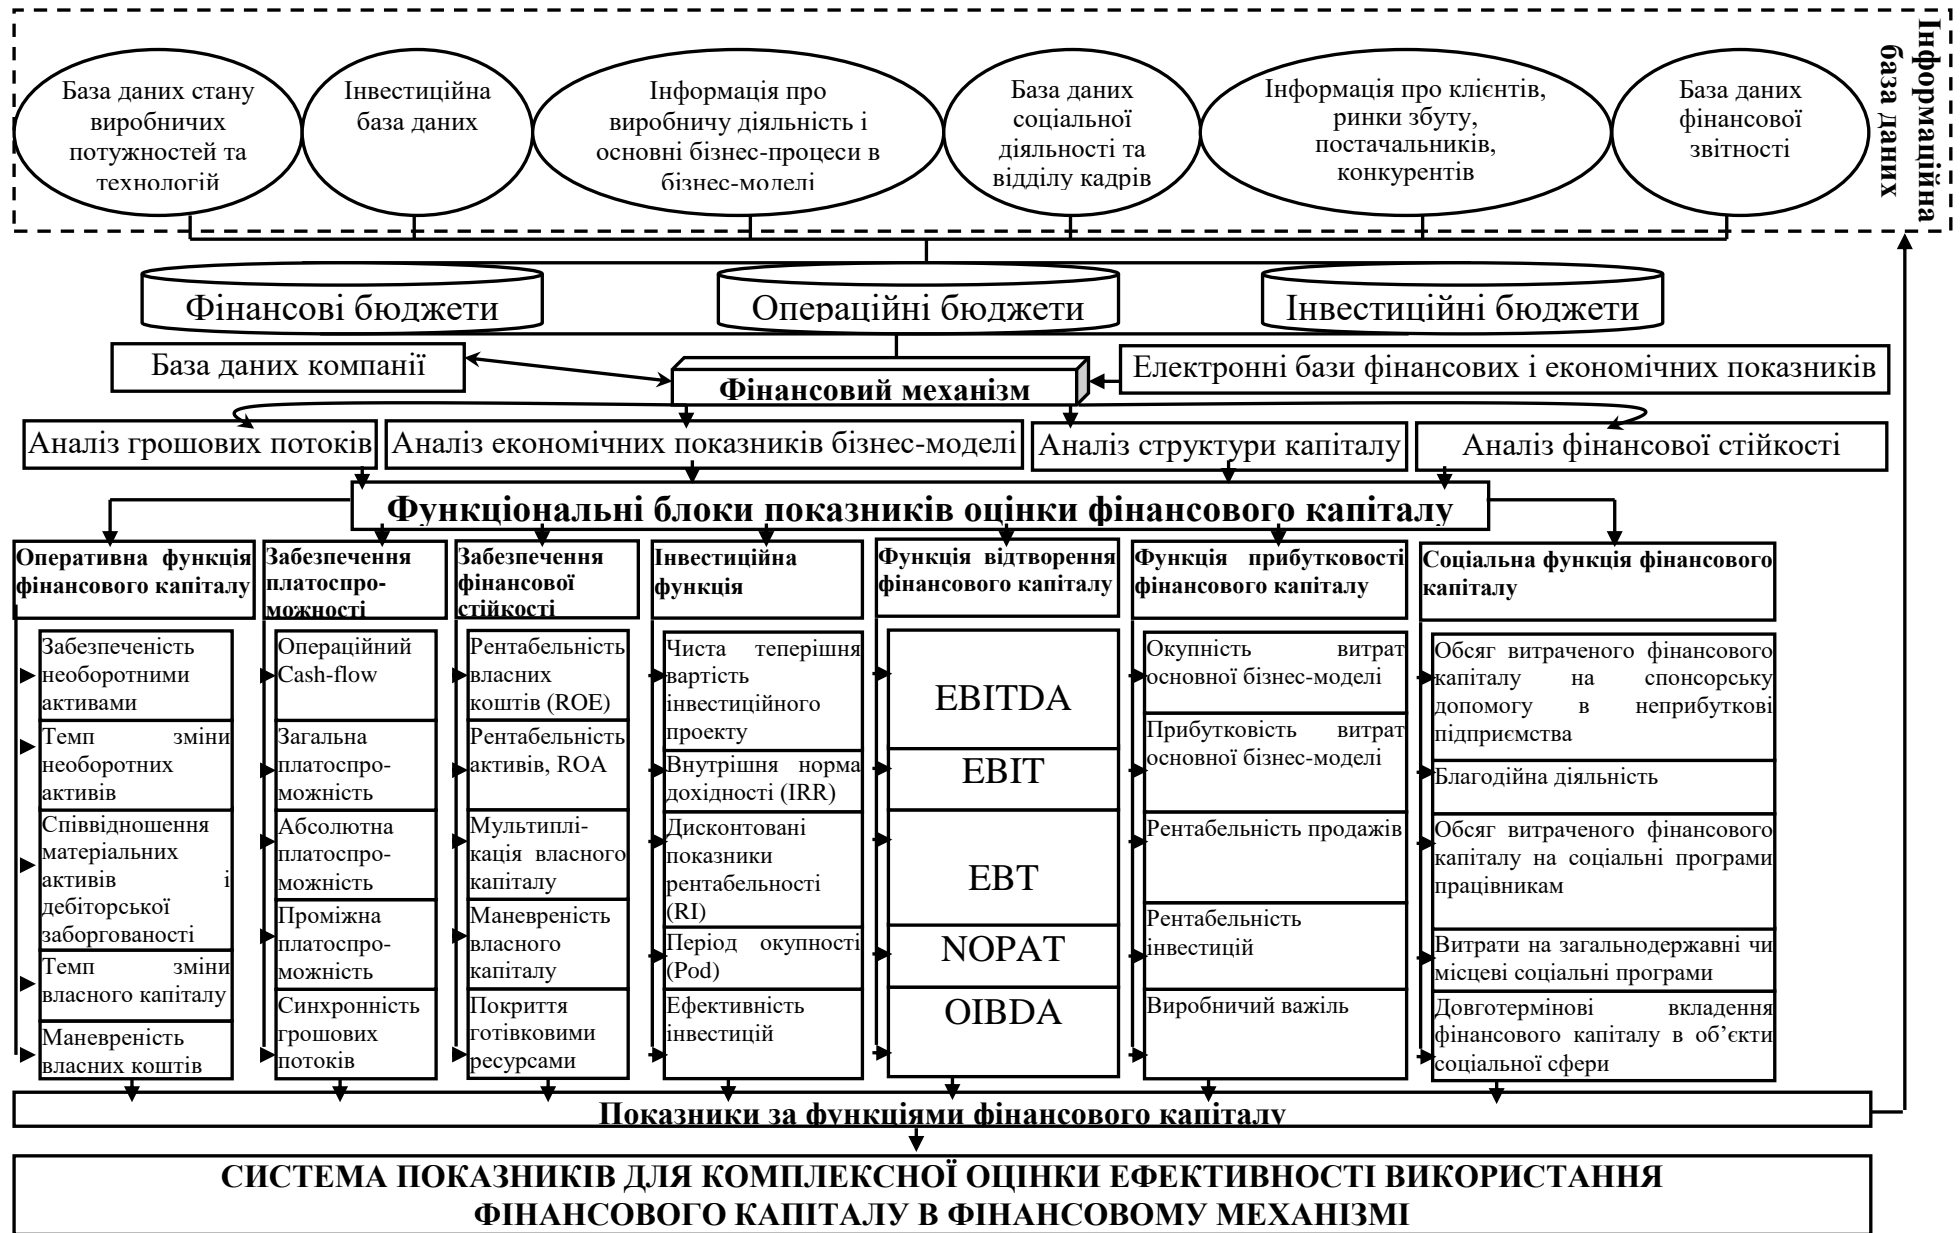 Інформаційна
база даних
База даних стану
виробничих
потужностей та
технологій
Інвестиційна
база даних
Інформація про
виробничу діяльність і
основні бізнес-процеси в
бізнес-моделі
База даних
соціальної
діяльності та
відділу кадрів
Інформація про клієнтів,
ринки збуту,
постачальників,
конкурентів
База даних
фінансової
звітності
Фінансові бюджети
Операційні бюджети
Інвестиційні бюджети
База даних компанії
Фінансовий механізм
Електронні бази фінансових і економічних показників
Аналіз грошових потоків
Аналіз економічних показників бізнес-моделі
Аналіз структури капіталу
Аналіз фінансової стійкості
Функціональні блоки показників оцінки фінансового капіталу
Оперативна функція
фінансового капіталу
Забезпеченість
необоротними
активами
Темп зміни
необоротних
активів
Співвідношення
матеріальних
активів і
дебіторської
заборгованості
Темп зміни
власного капіталу
Маневреність
власних коштів
Забезпечення
платоспро-
можності
Операційний
Cash-flow
Загальна
платоспро-
можність
Абсолютна
платоспро-
можність
Проміжна
платоспро-
можність
Синхронність
грошових
потоків
Забезпечення
фінансової
стійкості
Рентабельність
власних
коштів (ROE)
Рентабельність
активів, ROA
Мультиплі-
кація власного
капіталу
Маневреність
власного
капіталу
Покриття
готівковими
ресурсами
Інвестиційна
функція
Чиста теперішня
вартість
інвестиційного
проекту
Внутрішня норма
дохідності (IRR)
Дисконтовані
показники
рентабельності
(RI)
Період окупності
(Pod)
Ефективність
інвестицій
Функція відтворення
фінансового капіталу
EBITDA
EBIT
EBT
NOPAT
OIBDA
Функція прибутковості
фінансового капіталу
Окупність витрат
основної бізнес-моделі
Прибутковість витрат
основної бізнес-моделі
Рентабельність продажів
Рентабельність
інвестицій
Виробничий важіль
Соціальна функція фінансового
капіталу
Обсяг витраченого фінансового
капіталу на спонсорську
допомогу в неприбуткові
підприємства
Благодійна діяльність
Обсяг витраченого фінансового
капіталу на соціальні програми
працівникам
Витрати на загальнодержавні чи
місцеві соціальні програми
Довготермінові вкладення
фінансового капіталу в об’єкти
соціальної сфери
Показники за функціями фінансового капіталу
СИСТЕМА ПОКАЗНИКІВ ДЛЯ КОМПЛЕКСНОЇ ОЦІНКИ ЕФЕКТИВНОСТІ ВИКОРИСТАННЯ
ФІНАНСОВОГО КАПІТАЛУ В ФІНАНСОВОМУ МЕХАНІЗМІ